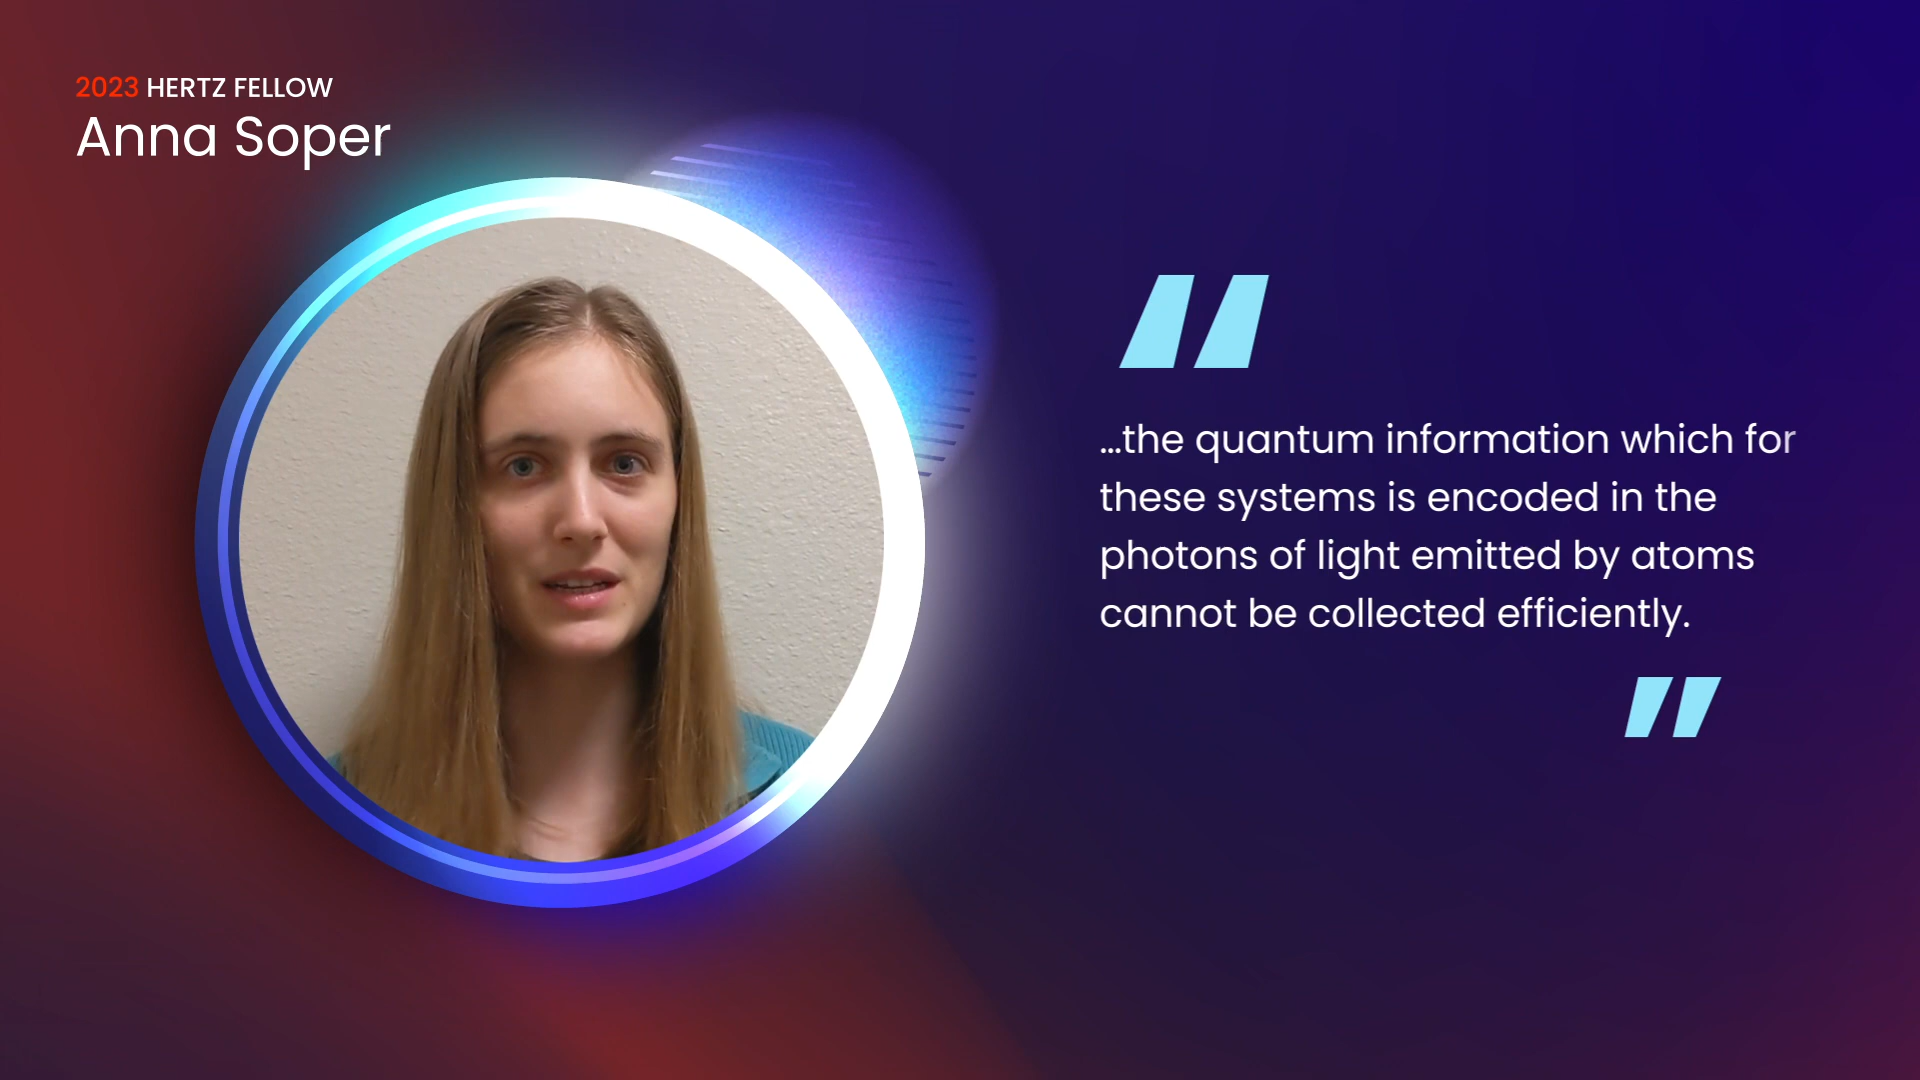 2023 HERTZ FELLOW
Anna Soper
“
...the quantum information which for
these systems is encoded in the
photons of light emitted by atoms
cannot be collected efficiently.
”